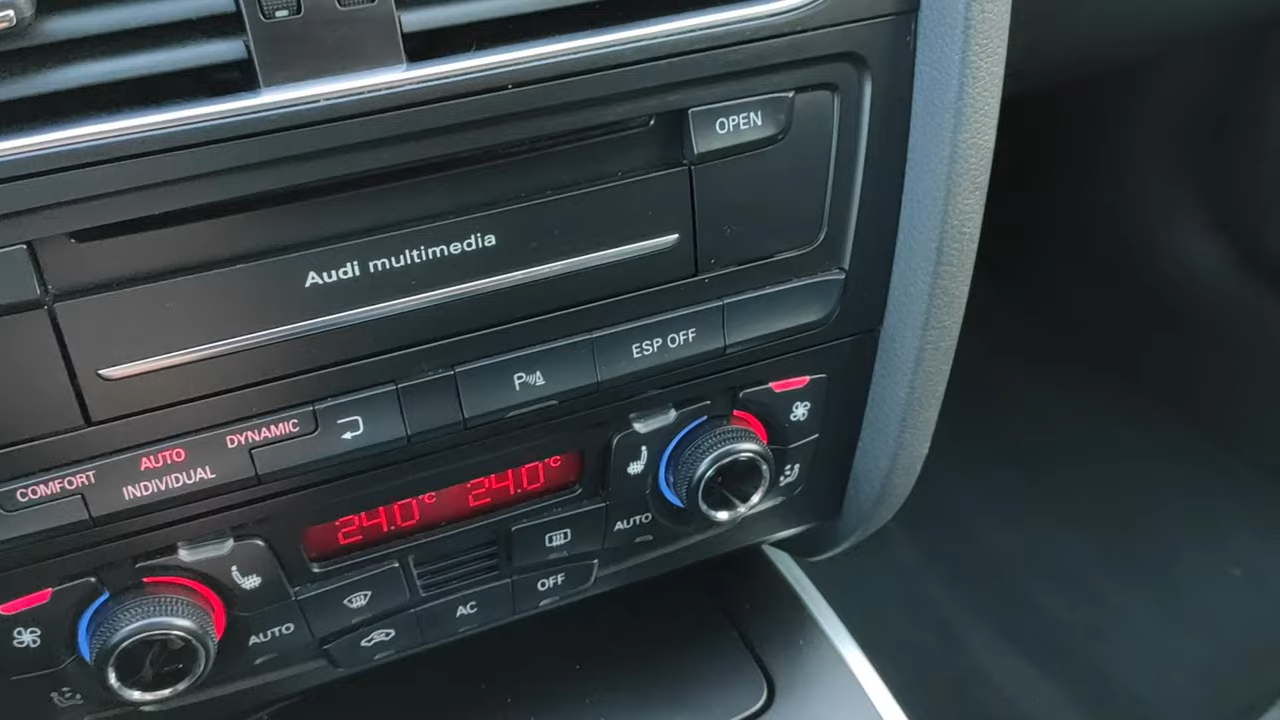 OPEN
Audi multimedia
P
ESP OFF
COMFORT
AUTO
DYNAMIC
INDIVIDUAL
24.0°C
24.0°C
AUTO
AUTO
AC
OFF